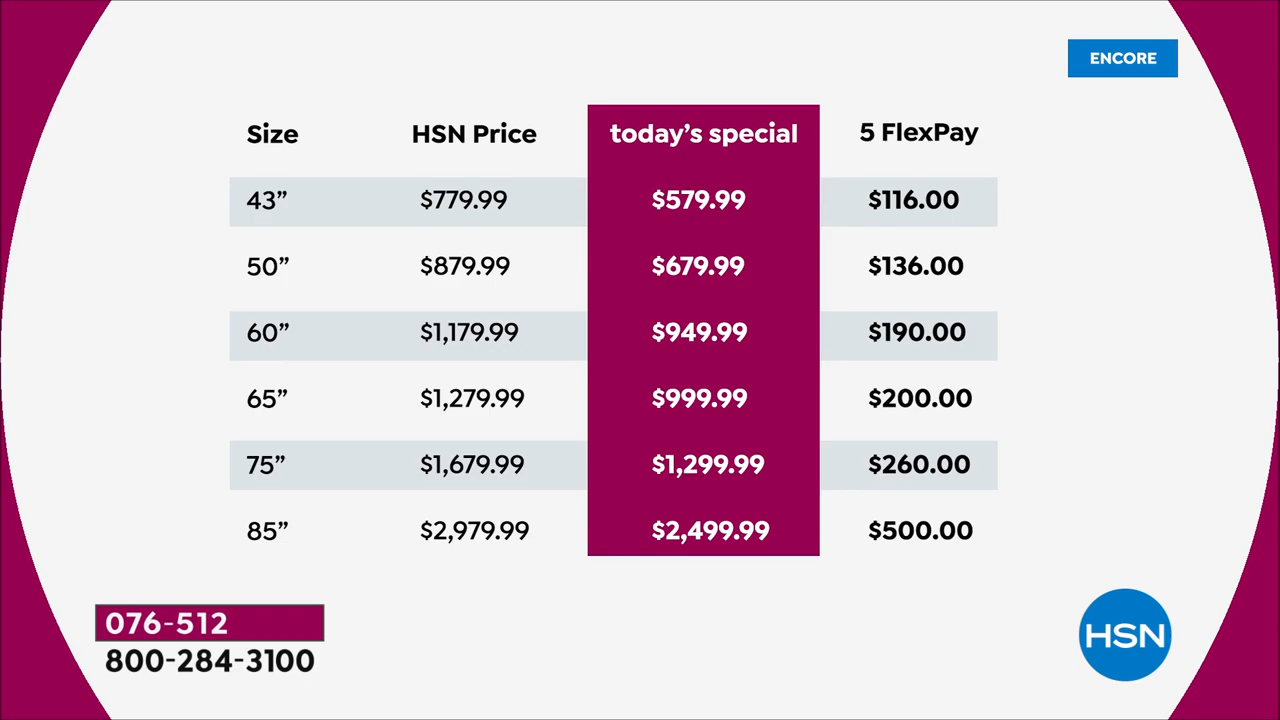 ENCORE
Size HSN Price today's special 5 FlexPay
43” $779.99 $579.99 $116.00
50” $879.99 $679.99 $136.00
60” $1,179.99 $949.99 $190.00
65” $1,279.99 $999.99 $200.00
75” $1,679.99 $1,299.99 $260.00
85” $2,979.99 $2,499.99 $500.00
076-512
800-284-3100
HSN